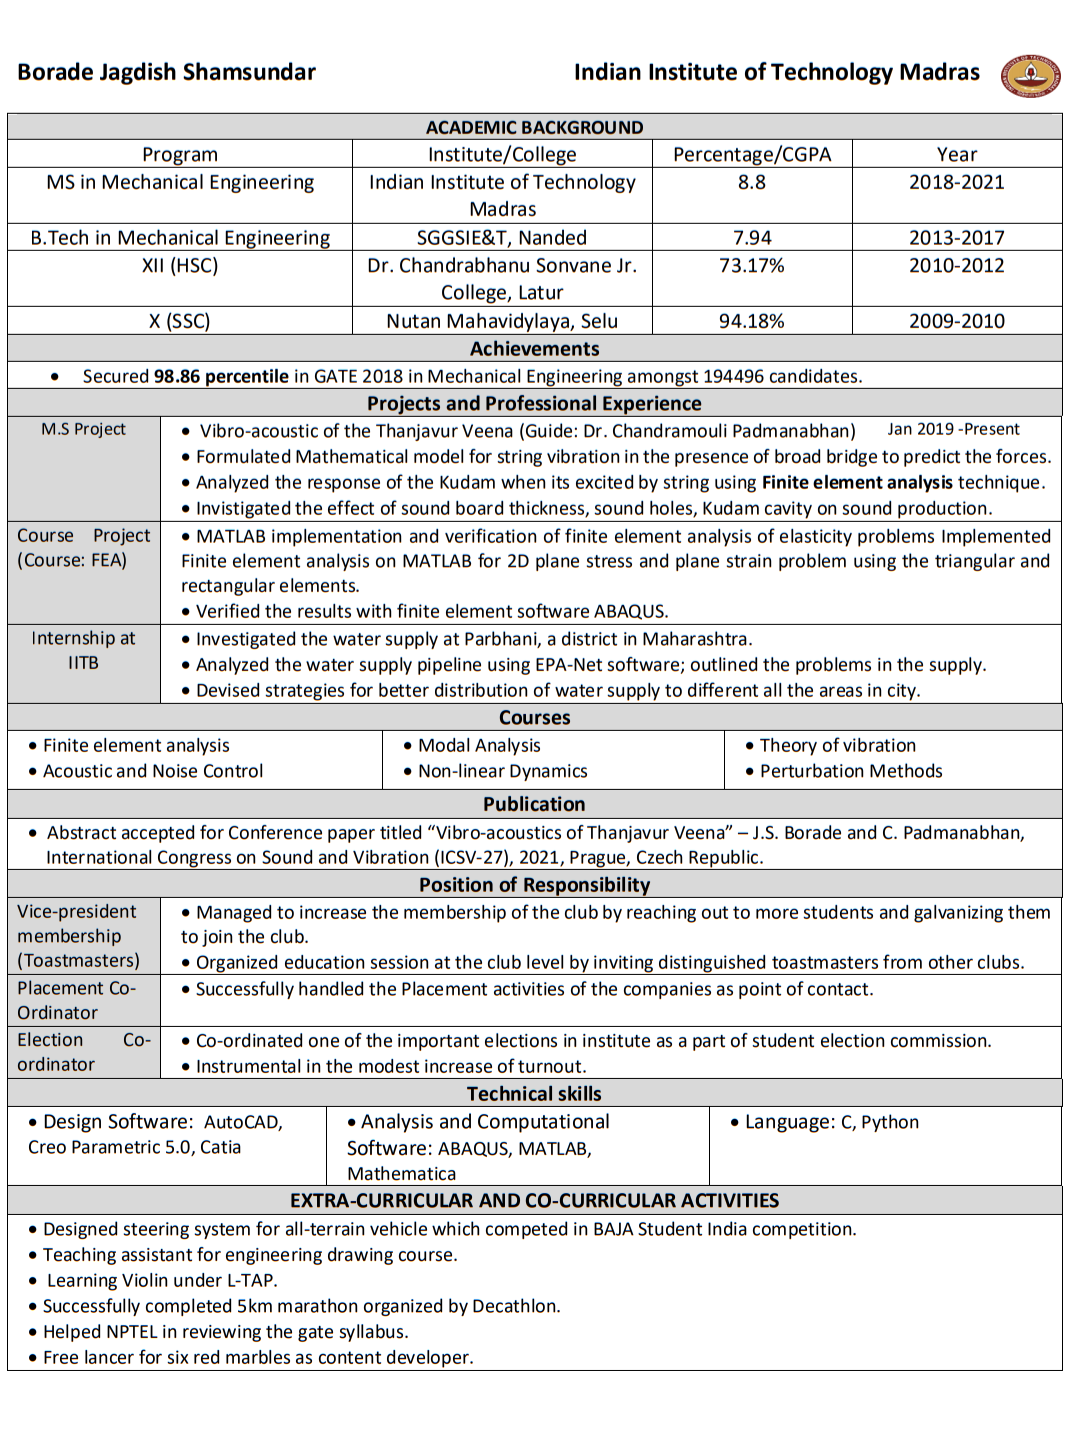 Borade Jagdish Shamsundar Indian Institute of Technology Madras
ACADEMIC BACKGROUND
Program Institute/College Percentage/CGPA Year
MS in Mechanical Engineering Indian Institute of Technology Madras 8.8 2018-2021
B.Tech in Mechanical Engineering SGGSIE&T, Nanded 7.94 2013-2017
XII (HSC) Dr. Chandrabhanu Sonvane Jr. College, Latur 73.17% 2010-2012
X (SSC) Nutan Mahavidylaya, Selu 94.18% 2009-2010
Achievements
• Secured 98.86 percentile in GATE 2018 in Mechanical Engineering amongst 194496 candidates.
Projects and Professional Experience
M.S Project
• Vibro-acoustic of the Thanjavur Veena (Guide: Dr. Chandramouli Padmanabhan) Jan 2019 -Present
• Formulated Mathematical model for string vibration in the presence of broad bridge to predict the forces.
• Analyzed the response of the Kudam when its excited by string using Finite element analysis technique.
• Invistigated the effect of sound board thickness, sound holes, Kudam cavity on sound production.
Course Project
(Course: FEA)
• MATLAB implementation and verification of finite element analysis of elasticity problems Implemented
Finite element analysis on MATLAB for 2D plane stress and plane strain problem using the triangular and
rectangular elements.
• Verified the results with finite element software ABAQUS.
Internship at
IITB
• Investigated the water supply at Parbhani, a district in Maharashtra.
• Analyzed the water supply pipeline using EPA-Net software; outlined the problems in the supply.
• Devised strategies for better distribution of water supply to different all the areas in city.
Courses
• Finite element analysis • Modal Analysis • Theory of vibration
• Acoustic and Noise Control • Non-linear Dynamics • Perturbation Methods
Publication
• Abstract accepted for Conference paper titled “Vibro-acoustics of Thanjavur Veena” – J.S. Borade and C. Padmanabhan,
International Congress on Sound and Vibration (ICSV-27), 2021, Prague, Czech Republic.
Position of Responsibility
Vice-president
membership
(Toastmasters)
• Managed to increase the membership of the club by reaching out to more students and galvanizing them
to join the club.
• Organized education session at the club level by inviting distinguished toastmasters from other clubs.
Placement Co-
Ordinator
• Successfully handled the Placement activities of the companies as point of contact.
Election Co-
ordinator
• Co-ordinated one of the important elections in institute as a part of student election commission.
• Instrumental in the modest increase of turnout.
Technical skills
• Design Software: AutoCAD,
Creo Parametric 5.0, Catia
• Analysis and Computational
Software: ABAQUS, MATLAB,
Mathematica
• Language: C, Python
EXTRA-CURRICULAR AND CO-CURRICULAR ACTIVITIES
• Designed steering system for all-terrain vehicle which competed in BAJA Student India competition.
• Teaching assistant for engineering drawing course.
• Learning Violin under L-TAP.
• Successfully completed 5km marathon organized by Decathlon.
• Helped NPTEL in reviewing the gate syllabus.
• Free lancer for six red marbles as content developer.